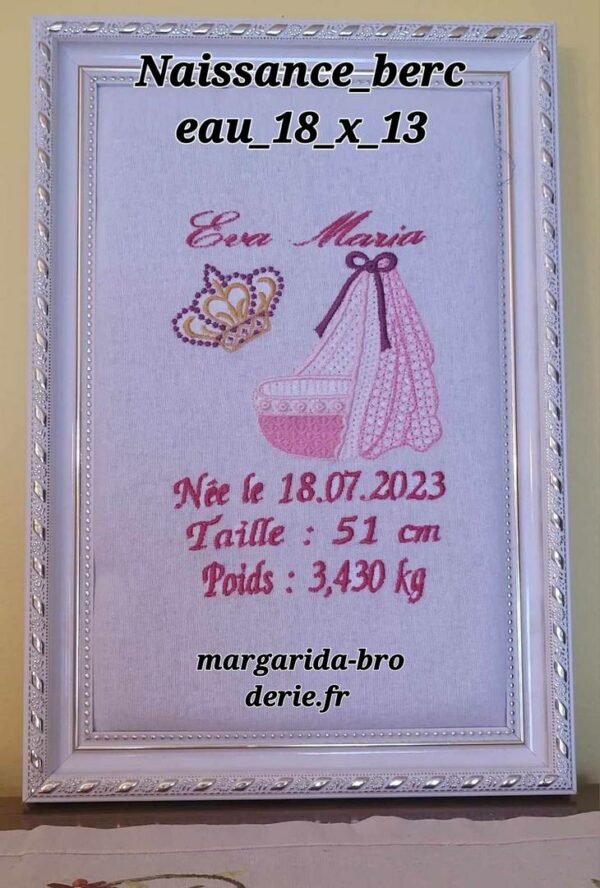 Naissance_berc
eau_18_x_13
Eva Maria
Née le 18.07.2023
Taille : 51 cm
Poids : 3,430 kg
margarida-bro
derie.fr